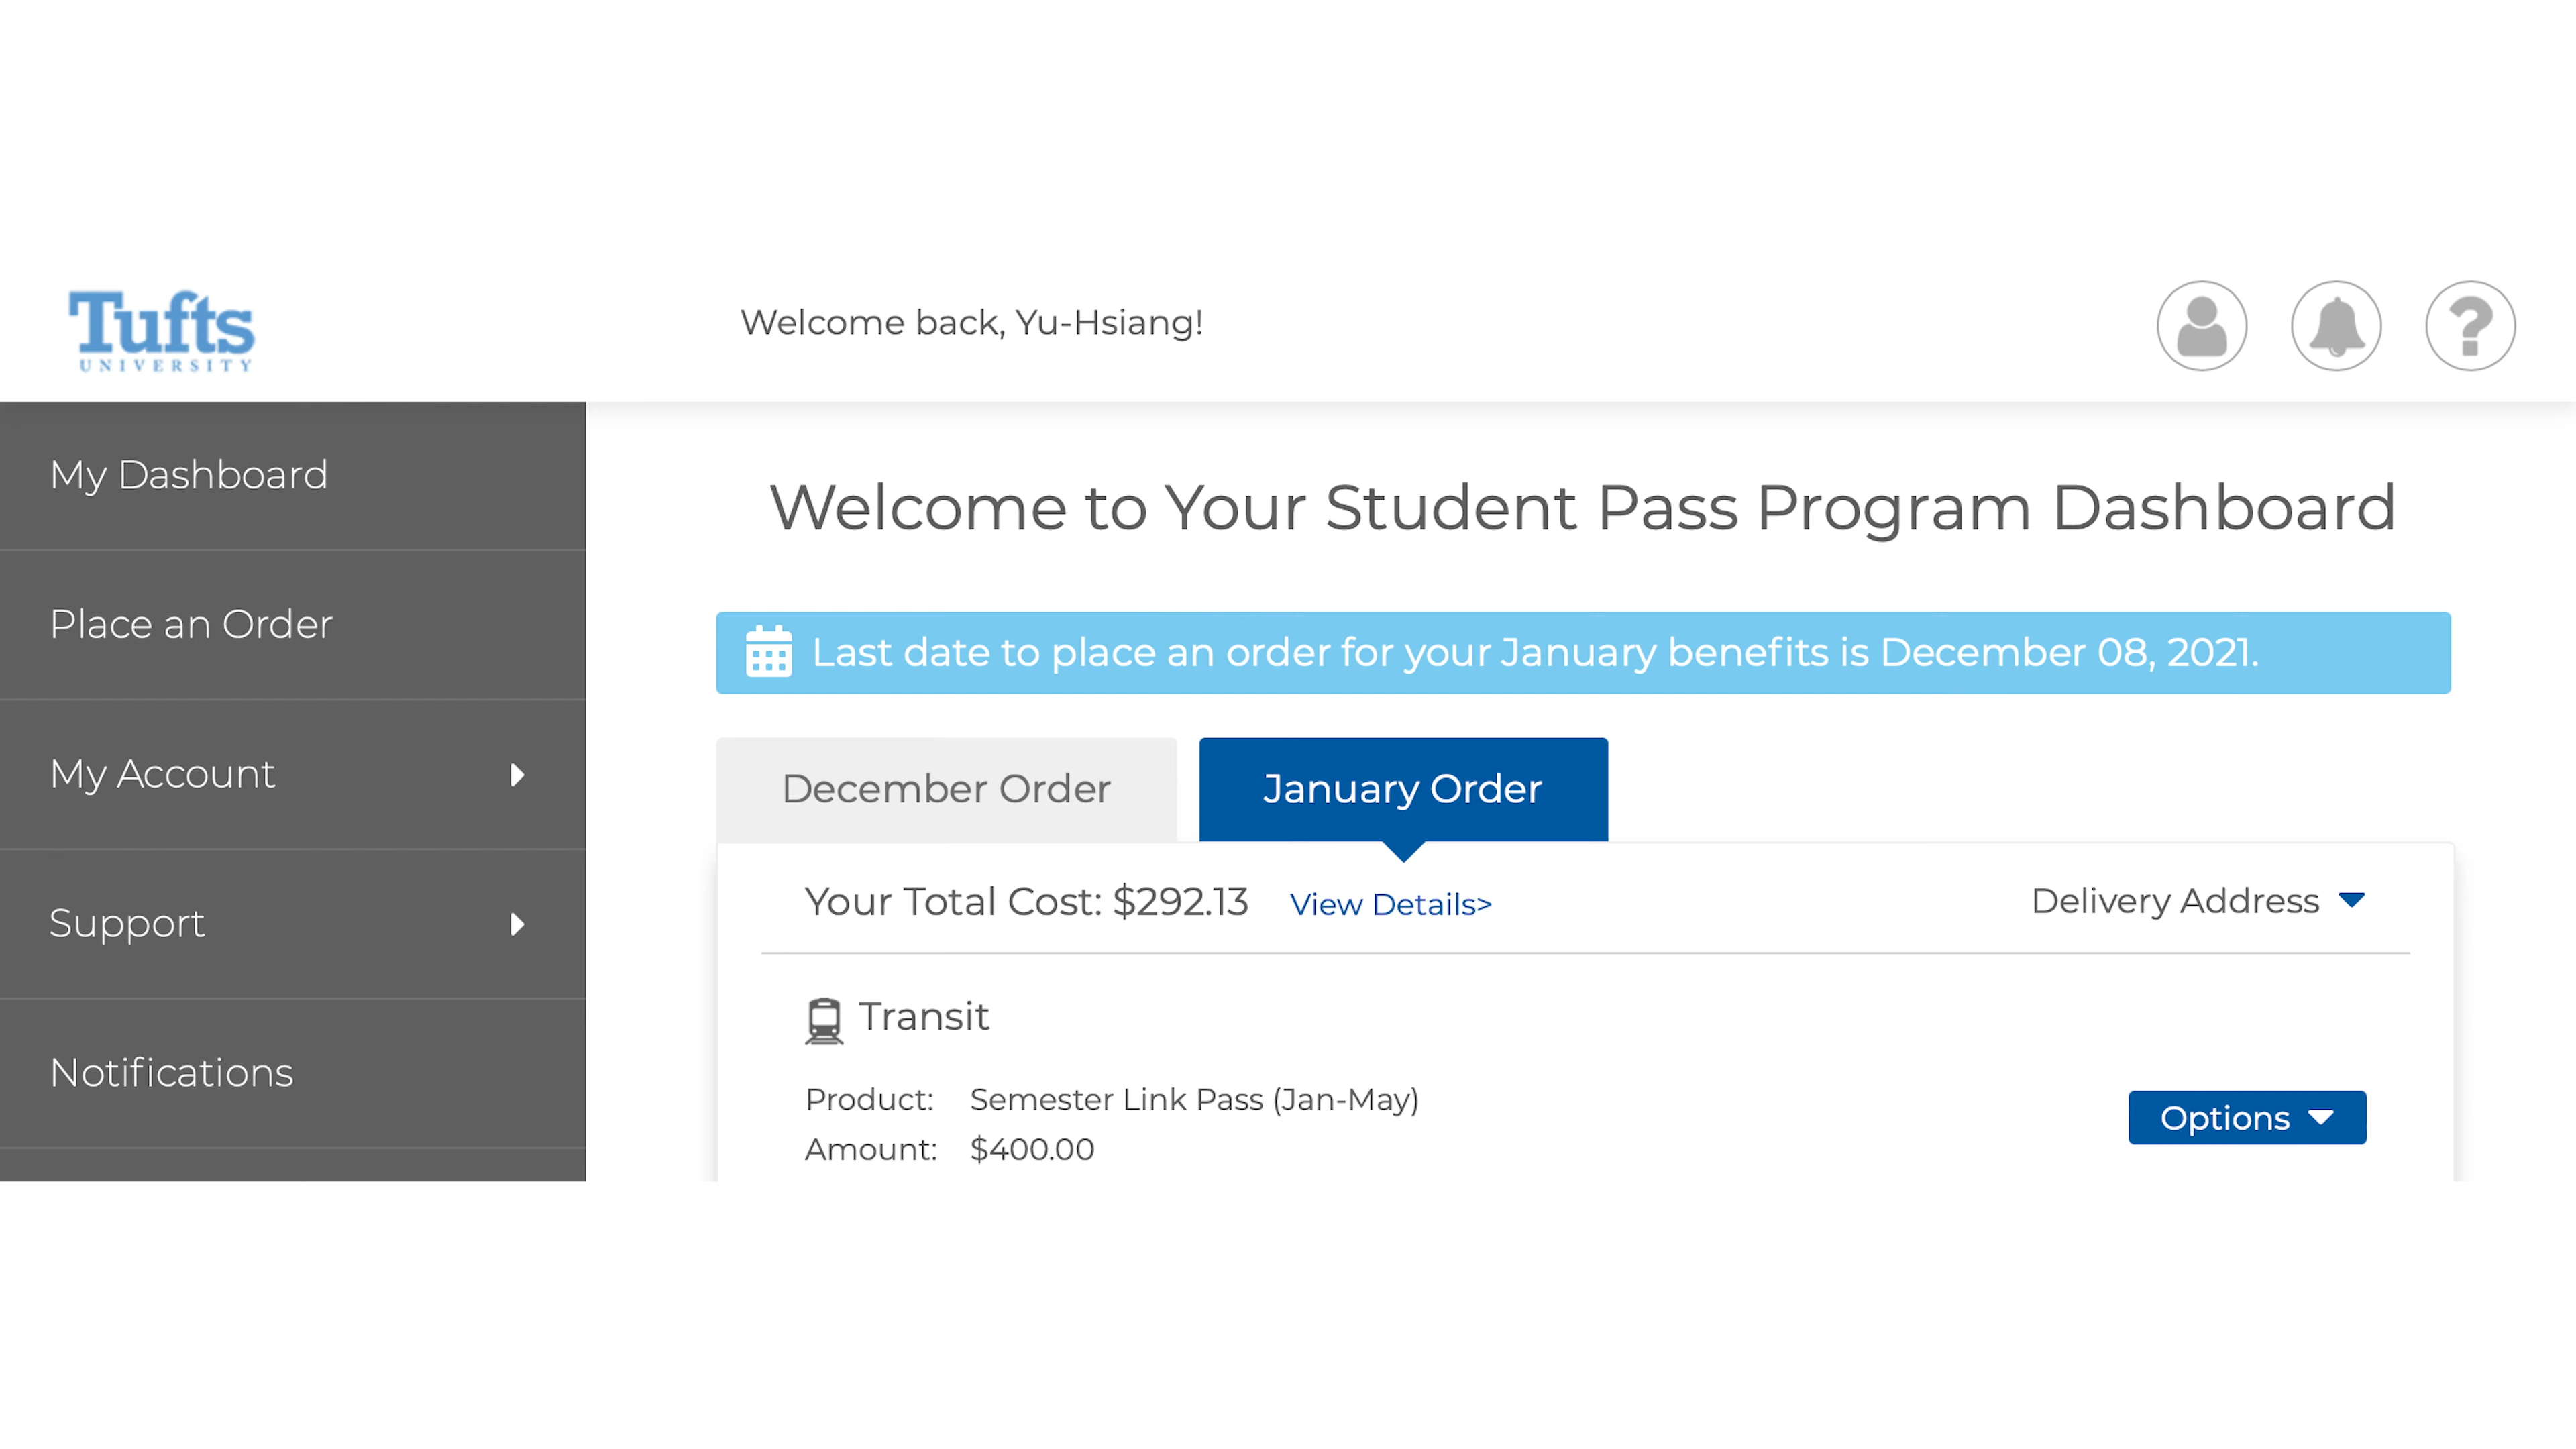 Tufts
UNIVERSITY
Welcome back, Yu-Hsiang!
My Dashboard
Place an Order
My Account
Support
Notifications
Welcome to Your Student Pass Program Dashboard
Last date to place an order for your January benefits is December 08, 2021.
December Order
January Order
Your Total Cost: $292.13 View Details>
Delivery Address
Transit
Product: Semester Link Pass (Jan-May)
Amount: $400.00
Options